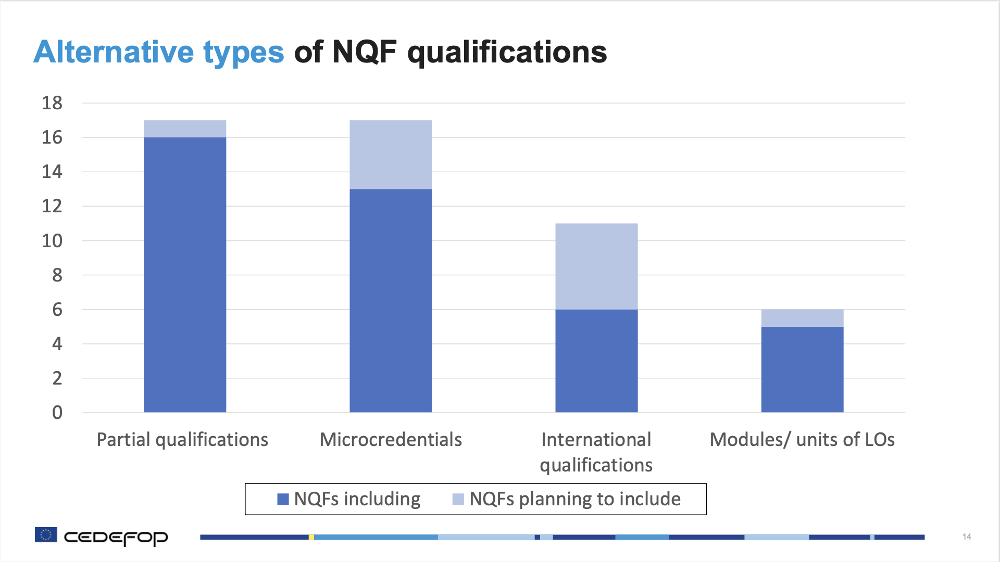 Alternative types of NQF qualifications
18
16
14
12
10
8
6
4
2
0
Partial qualifications
Microcredentials
International
qualifications
Modules/ units of LOs
NQFs including
NQFs planning to include
CEDEFOP
14